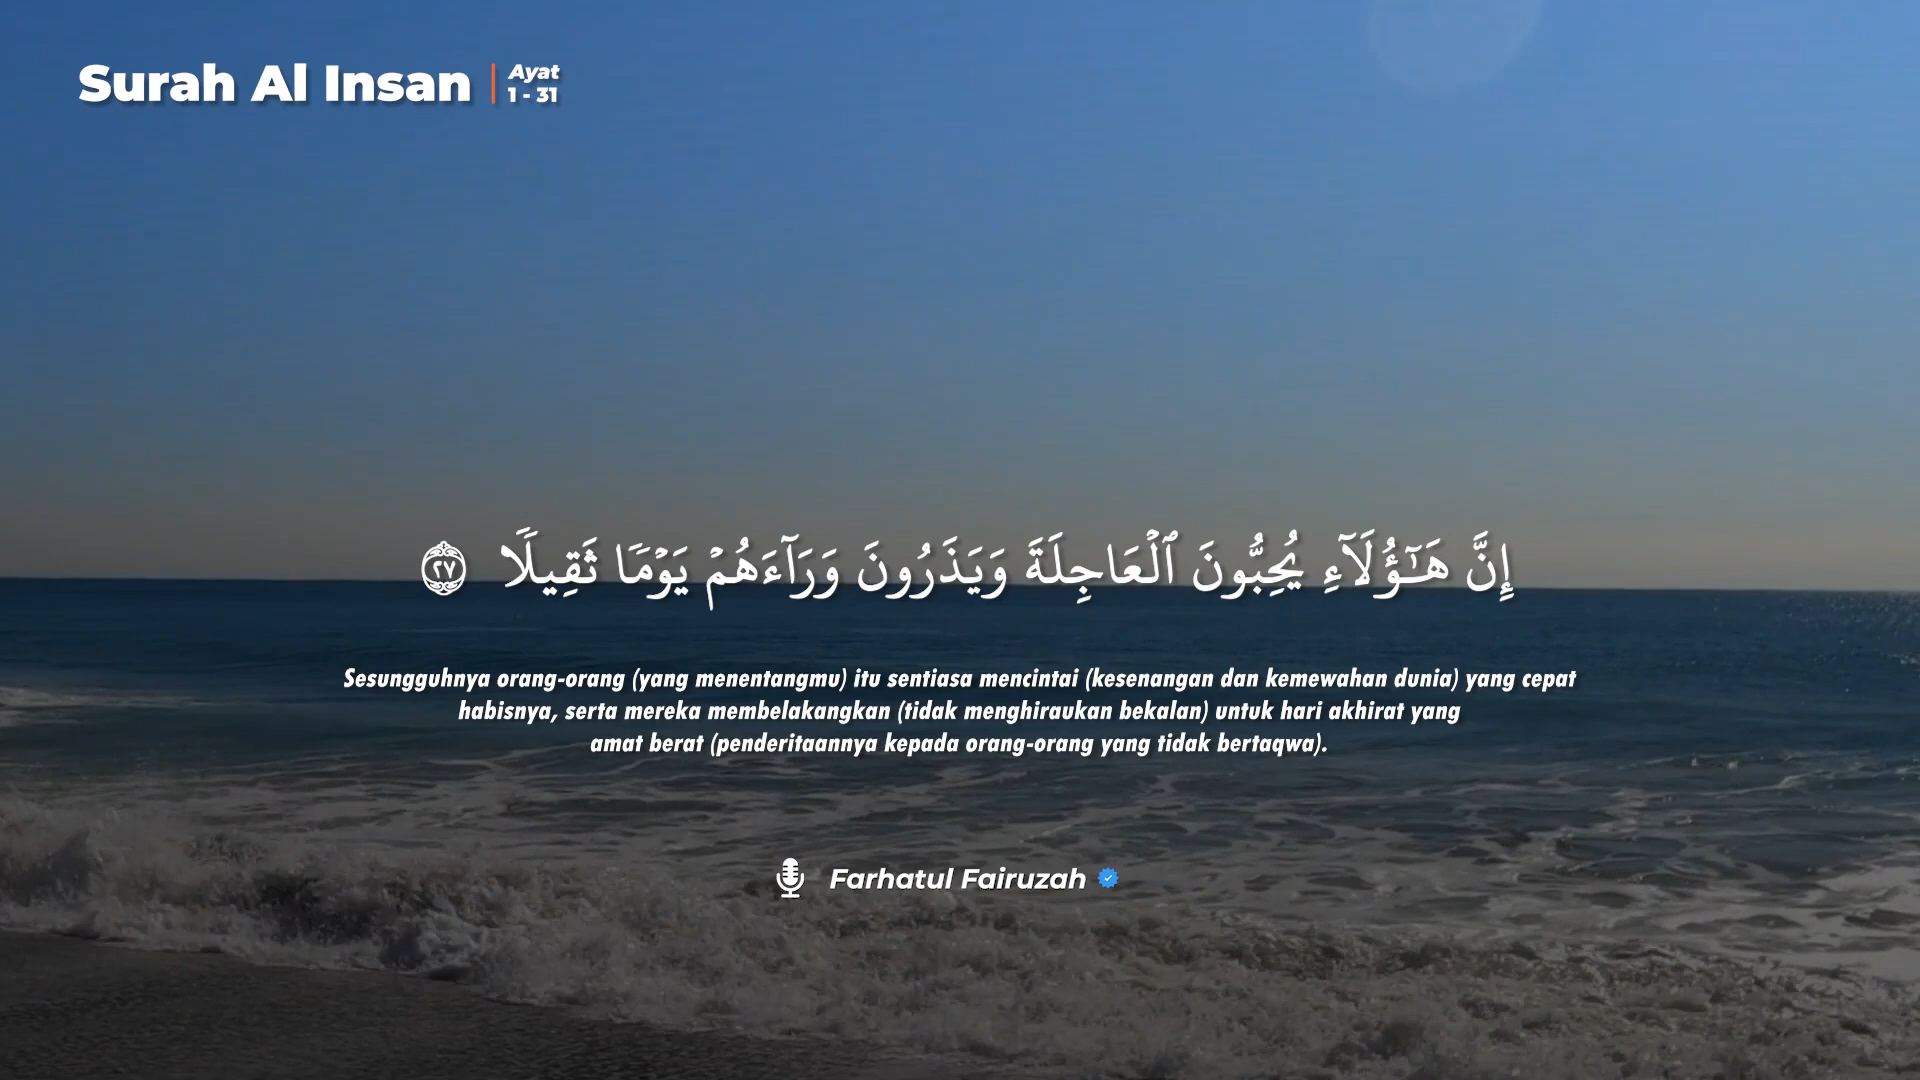 Surah Al Insan
Ayat
1 - 31
إِنَّ هَـٰٓؤُلَآءِ يُحِبُّونَ ٱلْعَاجِلَةَ وَيَذَرُونَ وَرَآءَهُمْ يَوْمًا ثَقِيلًا ٢٧
Sesungguhnya orang-orang (yang menentangmu) itu sentiasa mencintai (kesenangan dan kemewahan dunia) yang cepat
habisnya, serta mereka membelakangkan (tidak menghiraukan bekalan) untuk hari akhirat yang
amat berat (penderitaannya kepada orang-orang yang tidak bertaqwa).
Farhatul Fairuzah